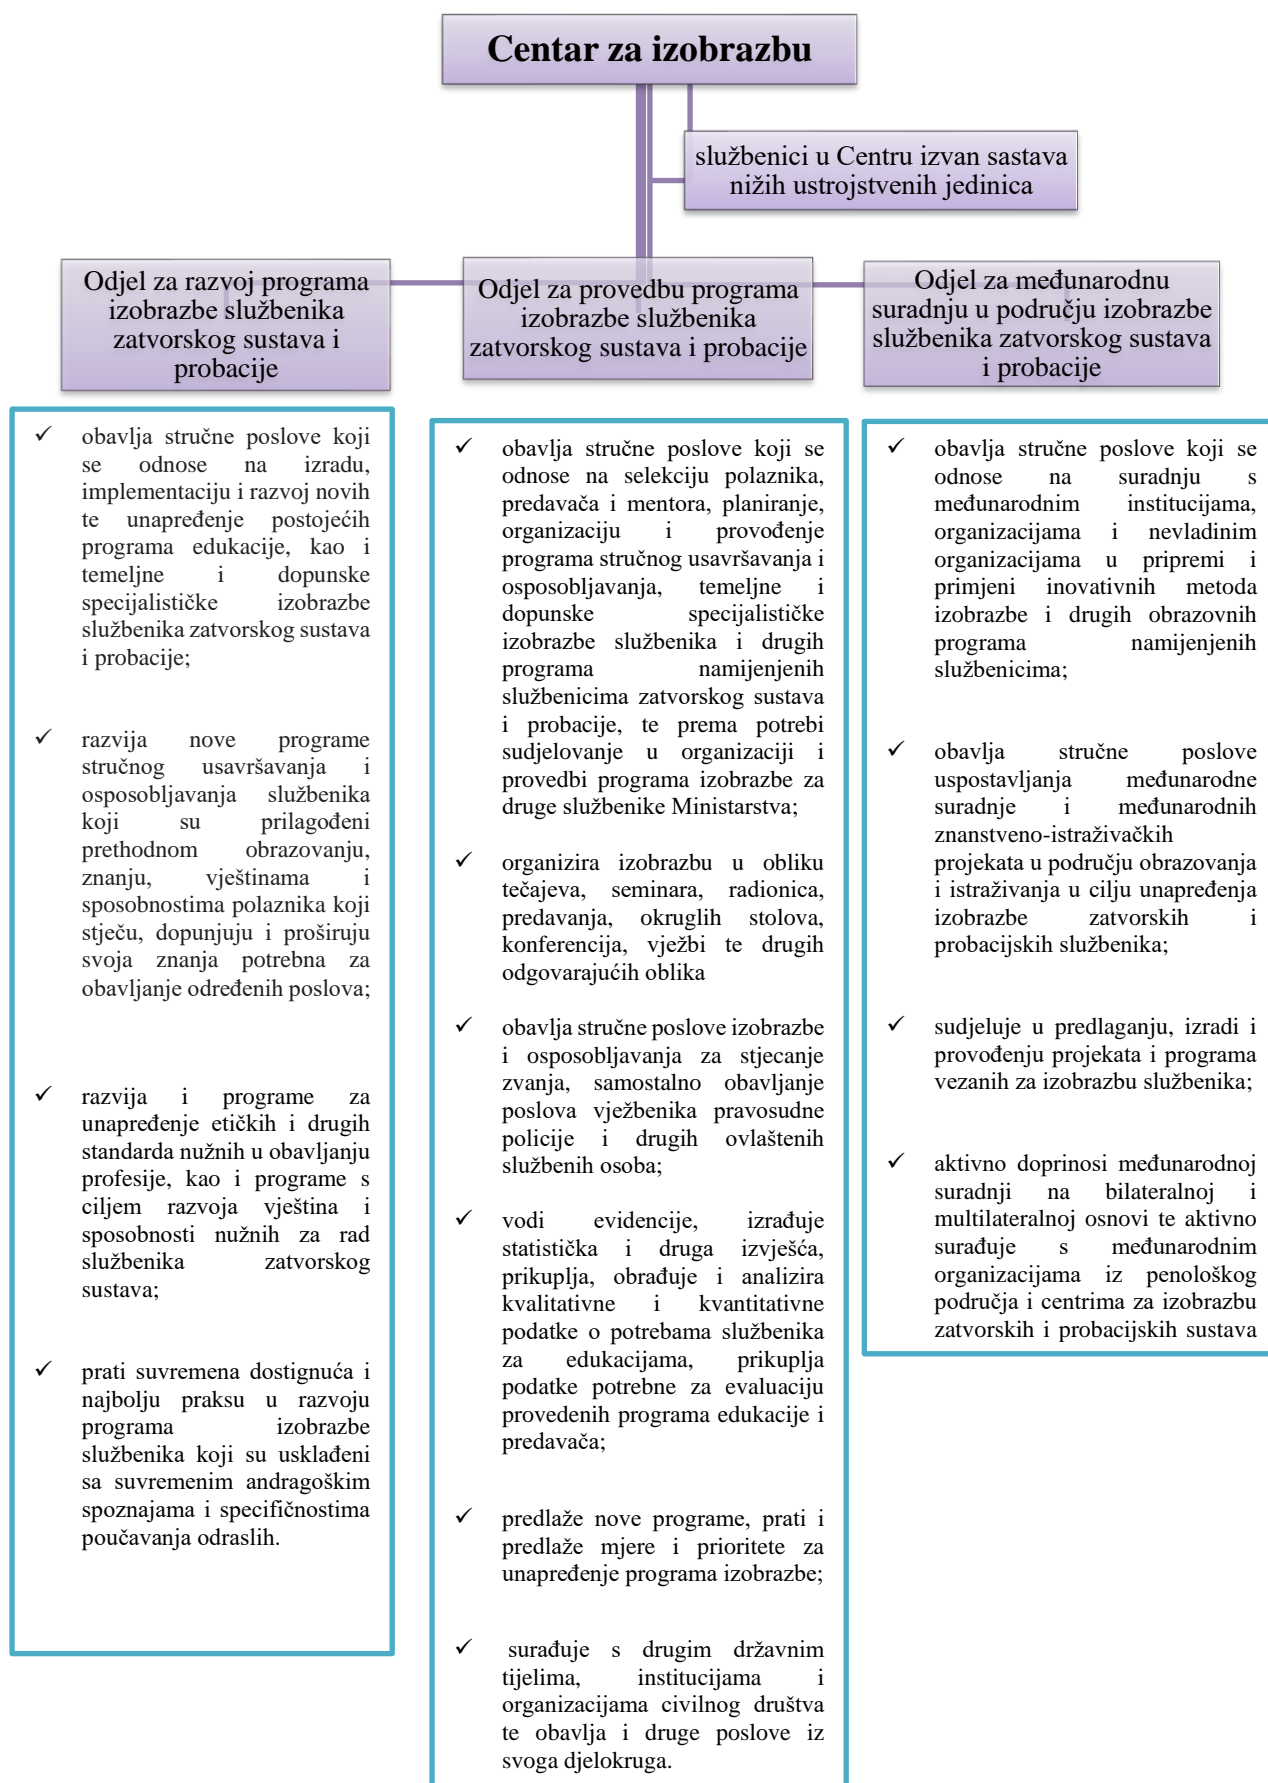 Centar za izobrazbu
službenici u Centru izvan sastava
nižih ustrojstvenih jedinica
Odjel za razvoj programa
izobrazbe službenika
zatvorskog sustava i
probacije
Odjel za provedbu programa
izobrazbe službenika
zatvorskog sustava i probacije
Odjel za međunarodnu
suradnju u području izobrazbe
službenika zatvorskog sustava
i probacije
✓ obavlja stručne poslove koji
se odnose na izradu,
implementaciju i razvoj novih
te unapređenje postojećih
programa edukacije, kao i
temeljne i dopunske
specijalističke izobrazbe
službenika zatvorskog sustava
i probacije;
✓ razvija nove programe
stručnog usavršavanja i
osposobljavanja službenika
koji su prilagođeni
prethodnom obrazovanju,
znanju, vještinama i
sposobnostima polaznika koji
stječu, dopunjuju i proširuju
svoja znanja potrebna za
obavljanje određenih poslova;
✓ razvija i programe za
unapređenje etičkih i drugih
standarda nužnih u obavljanju
profesije, kao i programe s
ciljem razvoja vještina i
sposobnosti nužnih za rad
službenika zatvorskog
sustava;
✓ prati suvremena dostignuća i
najbolju praksu u razvoju
programa izobrazbe
službenika koji su usklađeni
sa suvremenim andragoškim
spoznajama i specifičnostima
poučavanja odraslih.
✓ obavlja stručne poslove koji se
odnose na selekciju polaznika,
predavača i mentora, planiranje,
organizaciju i provođenje
programa stručnog usavršavanja i
osposobljavanja, temeljne i
dopunske specijalističke
izobrazbe službenika i drugih
programa namijenjenih
službenicima zatvorskog sustava
i probacije, te prema potrebi
sudjelovanje u organizaciji i
provedbi programa izobrazbe za
druge službenike Ministarstva;
✓ organizira izobrazbu u obliku
tečajeva, seminara, radionica,
predavanja, okruglih stolova,
konferencija, vježbi te drugih
odgovarajućih oblika
✓ obavlja stručne poslove izobrazbe
i osposobljavanja za stjecanje
zvanja, samostalno obavljanje
poslova vježbenika pravosudne
policije i drugih ovlaštenih
službenih osoba;
✓ vodi evidencije, izrađuje
statistička i druga izvješća,
prikuplja, obrađuje i analizira
kvalitativne i kvantitativne
podatke o potrebama službenika
za edukacijama, prikuplja
podatke potrebne za evaluaciju
provedenih programa edukacije i
predavača;
✓ predlaže nove programe, prati i
predlaže mjere i prioritete za
unapređenje programa izobrazbe;
✓ surađuje s drugim državnim
tijelima, institucijama i
organizacijama civilnog društva
te obavlja i druge poslove iz
svoga djelokruga.
✓ obavlja stručne poslove koji se
odnose na suradnju s
međunarodnim institucijama,
organizacijama i nevladinim
organizacijama u pripremi i
primjeni inovativnih metoda
izobrazbe i drugih obrazovnih
programa namijenjenih
službenicima;
✓ obavlja stručne poslove
uspostavljanja međunarodne
suradnje i međunarodnih
znanstveno-istraživačkih
projekata u području obrazovanja
i istraživanja u cilju unapređenja
izobrazbe zatvorskih i
probacijskih službenika;
✓ sudjeluje u predlaganju, izradi i
provođenju projekata i programa
vezanih za izobrazbu službenika;
✓ aktivno doprinosi međunarodnoj
suradnji na bilateralnoj i
multilateralnoj osnovi te aktivno
surađuje s međunarodnim
organizacijama iz penološkog
područja i centrima za izobrazbu
zatvorskih i probacijskih sustava